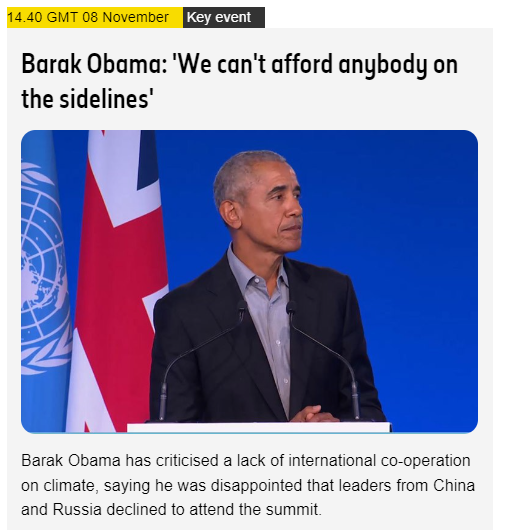 14.40 GMT 08 November Key event
Barak Obama: 'We can't afford anybody on
the sidelines'
Barak Obama has criticised a lack of international co-operation
on climate, saying he was disappointed that leaders from China
and Russia declined to attend the summit.